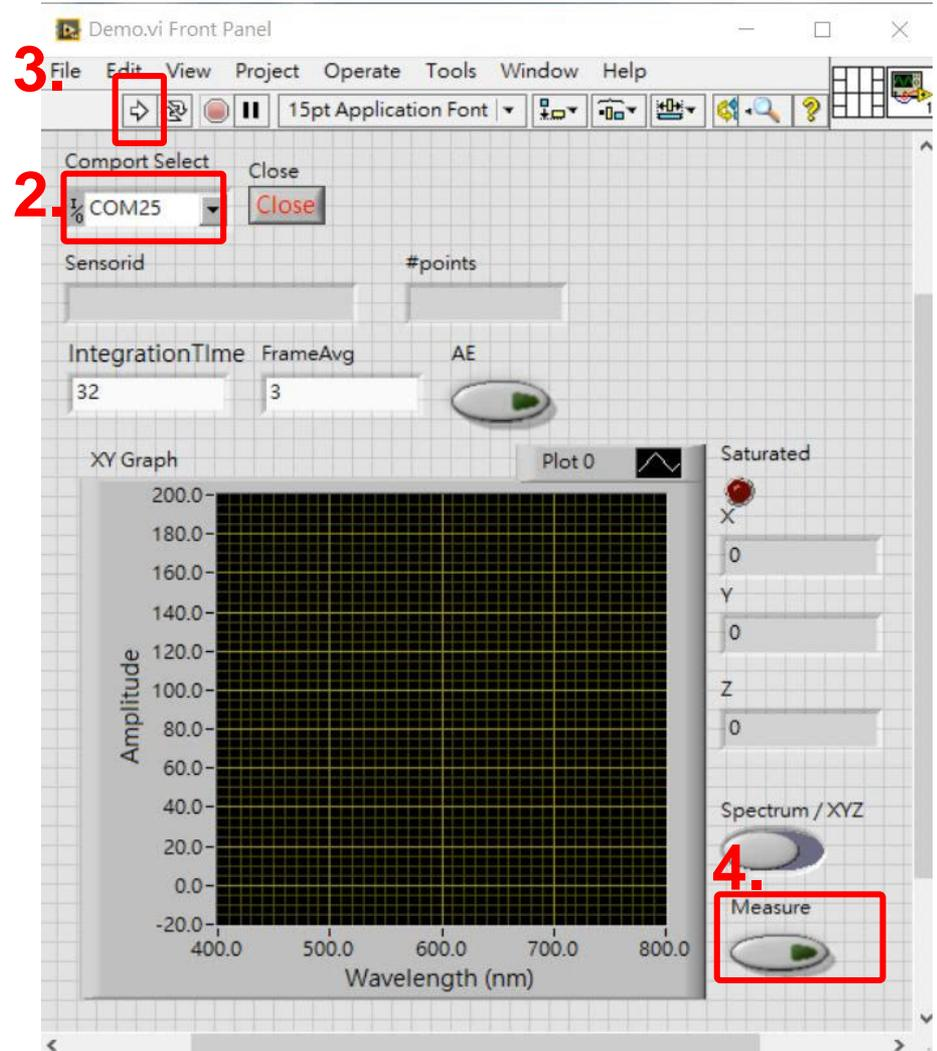 Demo.vi Front Panel
3.
File Edit View Project Operate Tools Window Help
15pt Application Font
1
Comport Select
Close
2.
COM25
Close
Sensorid
#points
IntegrationTIme
FrameAvg
AE
32
3
XY Graph
Plot 0
Saturated
200.0
180.0
160.0
140.0
120.0
100.0
80.0
60.0
40.0
20.0
0.0
-20.0
Amplitude
400.0 500.0 600.0 700.0 800.0
Wavelength (nm)
X
0
Y
0
Z
0
Spectrum / XYZ
4.
Measure